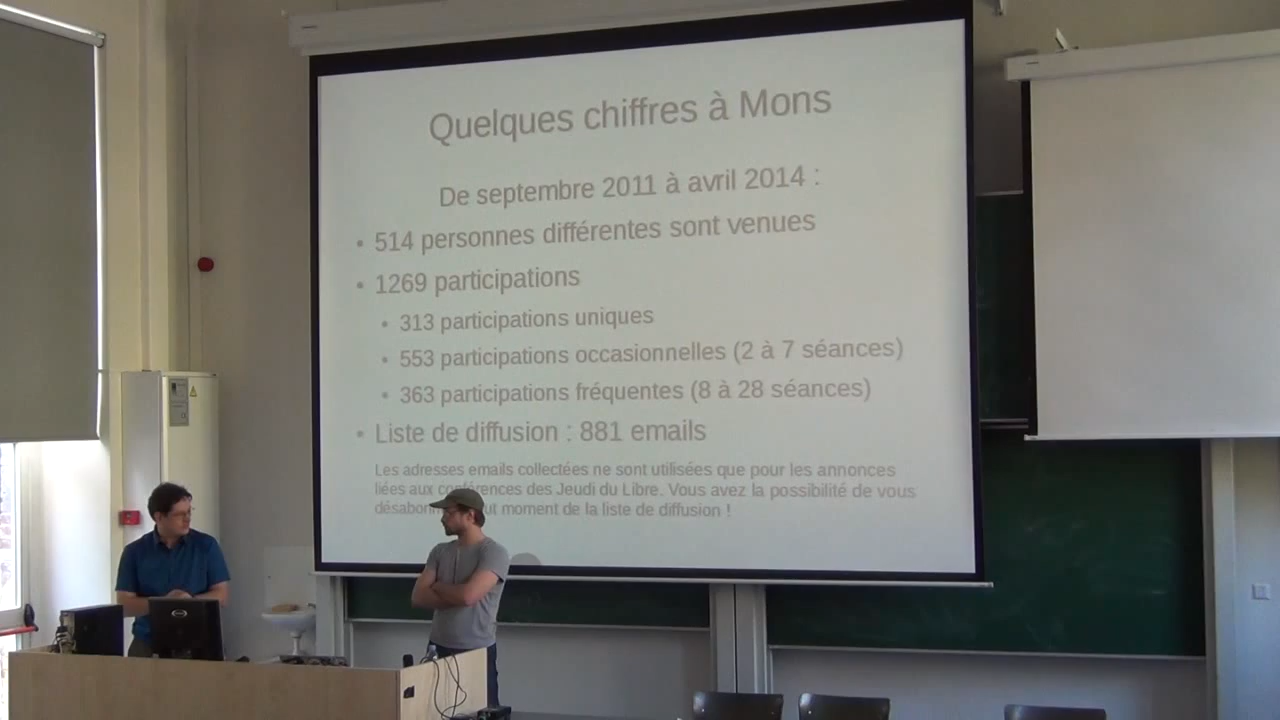 Quelques chiffres à Mons
De septembre 2011 à avril 2014 :
• 514 personnes différentes sont venues
• 1269 participations
• 313 participations uniques
• 553 participations occasionnelles (2 à 7 séances)
• 363 participations fréquentes (8 à 28 séances)
• Liste de diffusion : 881 emails
Les adresses emails collectées ne sont utilisées que pour les annonces
liées aux conférences des Jeudi du Libre. Vous avez la possibilité de vous
moment de la liste de diffusion !